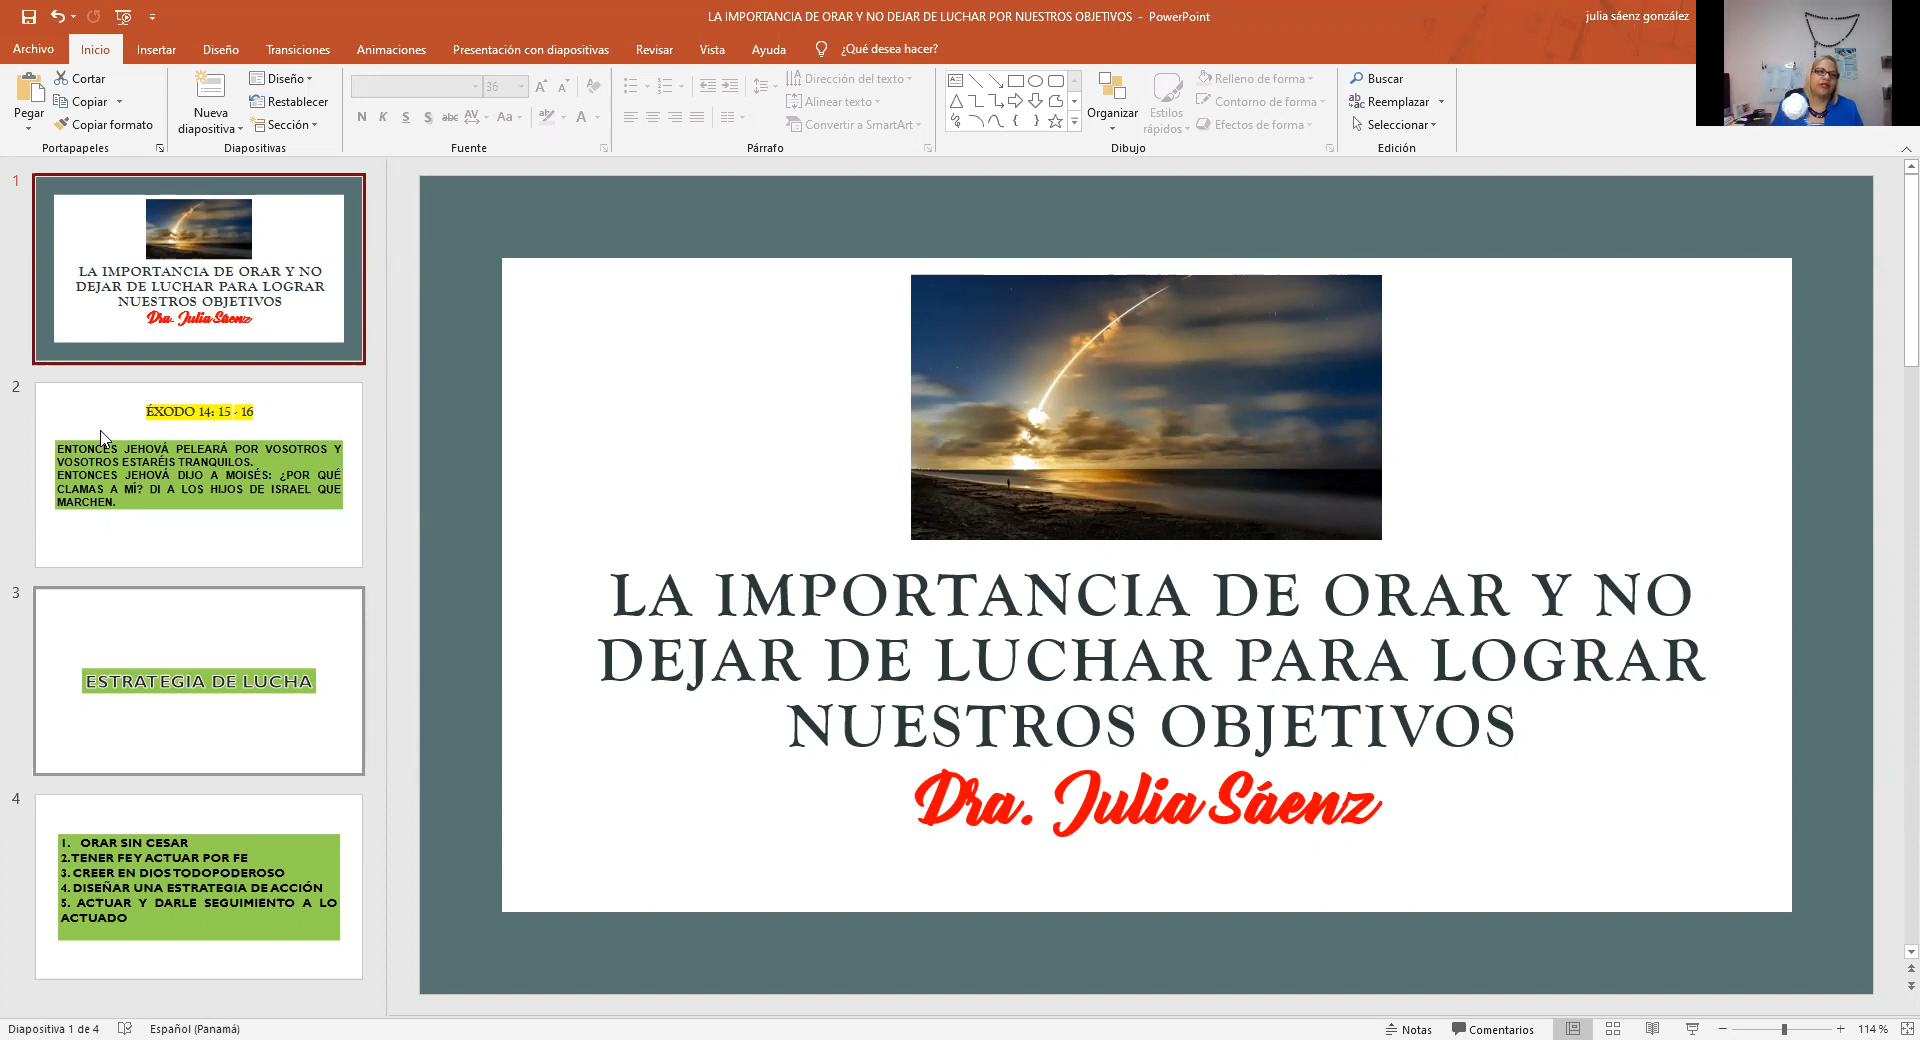 LA IMPORTANCIA DE ORAR Y NO DEJAR DE LUCHAR POR NUESTROS OBJETIVOS - PowerPoint
julia sáenz gonzález
Archivo
Inicio
Insertar
Diseño
Transiciones
Animaciones
Presentación con diapositivas
Revisar
Vista
Ayuda
¿Qué desea hacer?
Pegar
Cortar
Copiar
Copiar formato
Portapapeles
Nueva
diapositiva
Diseño
Restablecer
Sección
Diapositivas
36
N K S S abc AV Aa A
Fuente
Dirección del texto
Alinear texto
Convertir a SmartArt
Párrafo
Organizar
Estilos
rápidos
Relleno de forma
Contorno de forma
Efectos de forma
Dibujo
Buscar
Reemplazar
Seleccionar
Edición
1
LA IMPORTANCIA DE ORAR Y NO
DEJAR DE LUCHAR PARA LOGRAR
NUESTROS OBJETIVOS
Dra. Julia Sáenz
2
ÉXODO 14: 15 - 16
ENTONCES JEHOVÁ PELEARÁ POR VOSOTROS Y
VOSOTROS ESTARÉIS TRANQUILOS.
ENTONCES JEHOVÁ DIJO A MOISÉS: ¿POR QUÉ
CLAMAS A MÍ? DI A LOS HIJOS DE ISRAEL QUE
MARCHEN.
3
ESTRATEGIA DE LUCHA
4
1. ORAR SIN CESAR
2.TENER FE Y ACTUAR POR FE
3. CREER EN DIOS TODOPODEROSO
4. DISEÑAR UNA ESTRATEGIA DE ACCIÓN
5. ACTUAR Y DARLE SEGUIMIENTO A LO
ACTUADO
LA IMPORTANCIA DE ORAR Y NO
DEJAR DE LUCHAR PARA LOGRAR
NUESTROS OBJETIVOS
Dra. Julia Sáenz
Diapositiva 1 de 4
Español (Panamá)
Notas
Comentarios
114 %